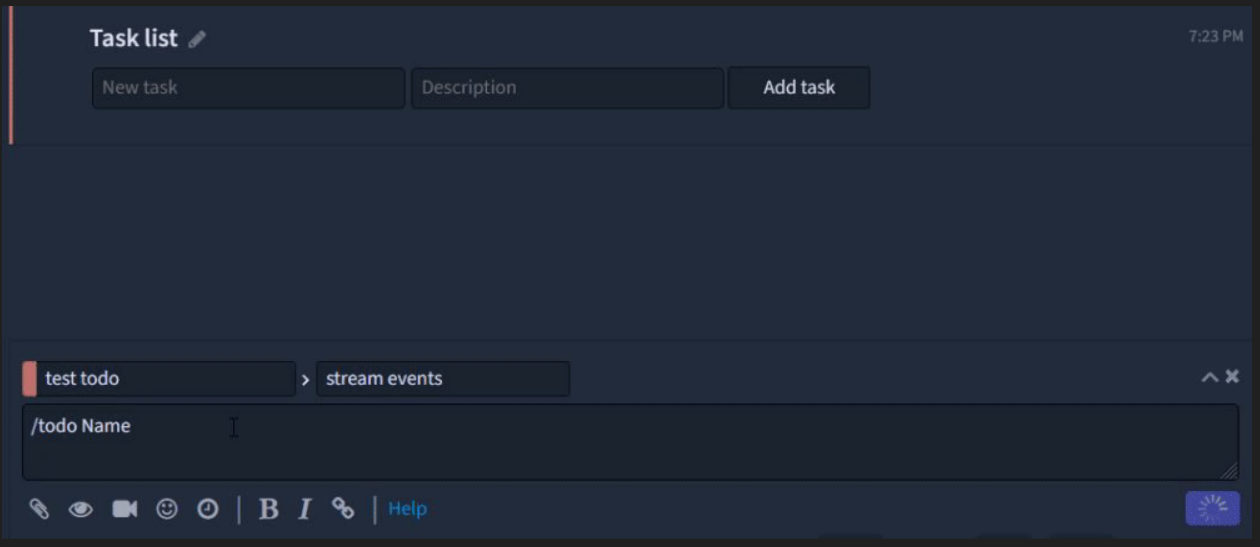 Task list
7:23 PM
New task
Description
Add task
test todo > stream events
/todo Name
B I Help